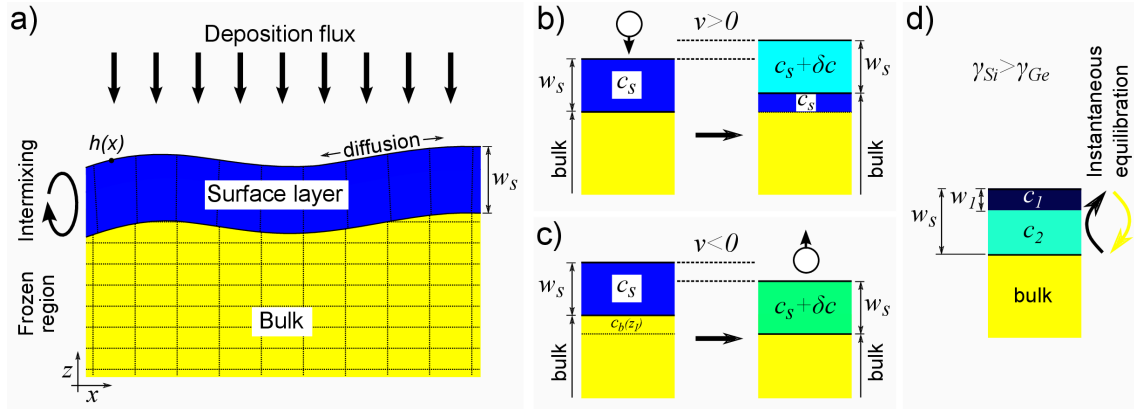 a)
Deposition flux
h(x)
diffusion
Surface layer
w_s
Intermixing
Frozen
region
Bulk
z
x
b)
v>0
w_s
c_s
bulk
c_s+δc
c_s
w_s
bulk
c)
v<0
w_s
c_s
c_b(z_1)
bulk
c_s+δc
w_s
bulk
d)
γ_Si>γ_Ge
Instantaneous
equilibration
w_s
w_1
c_1
c_2
bulk